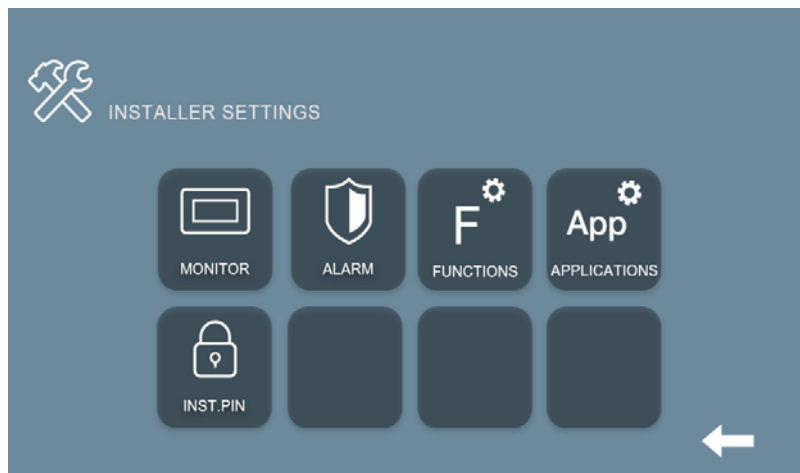 INSTALLER SETTINGS
MONITOR
ALARM
F
FUNCTIONS
App
APPLICATIONS
INST.PIN